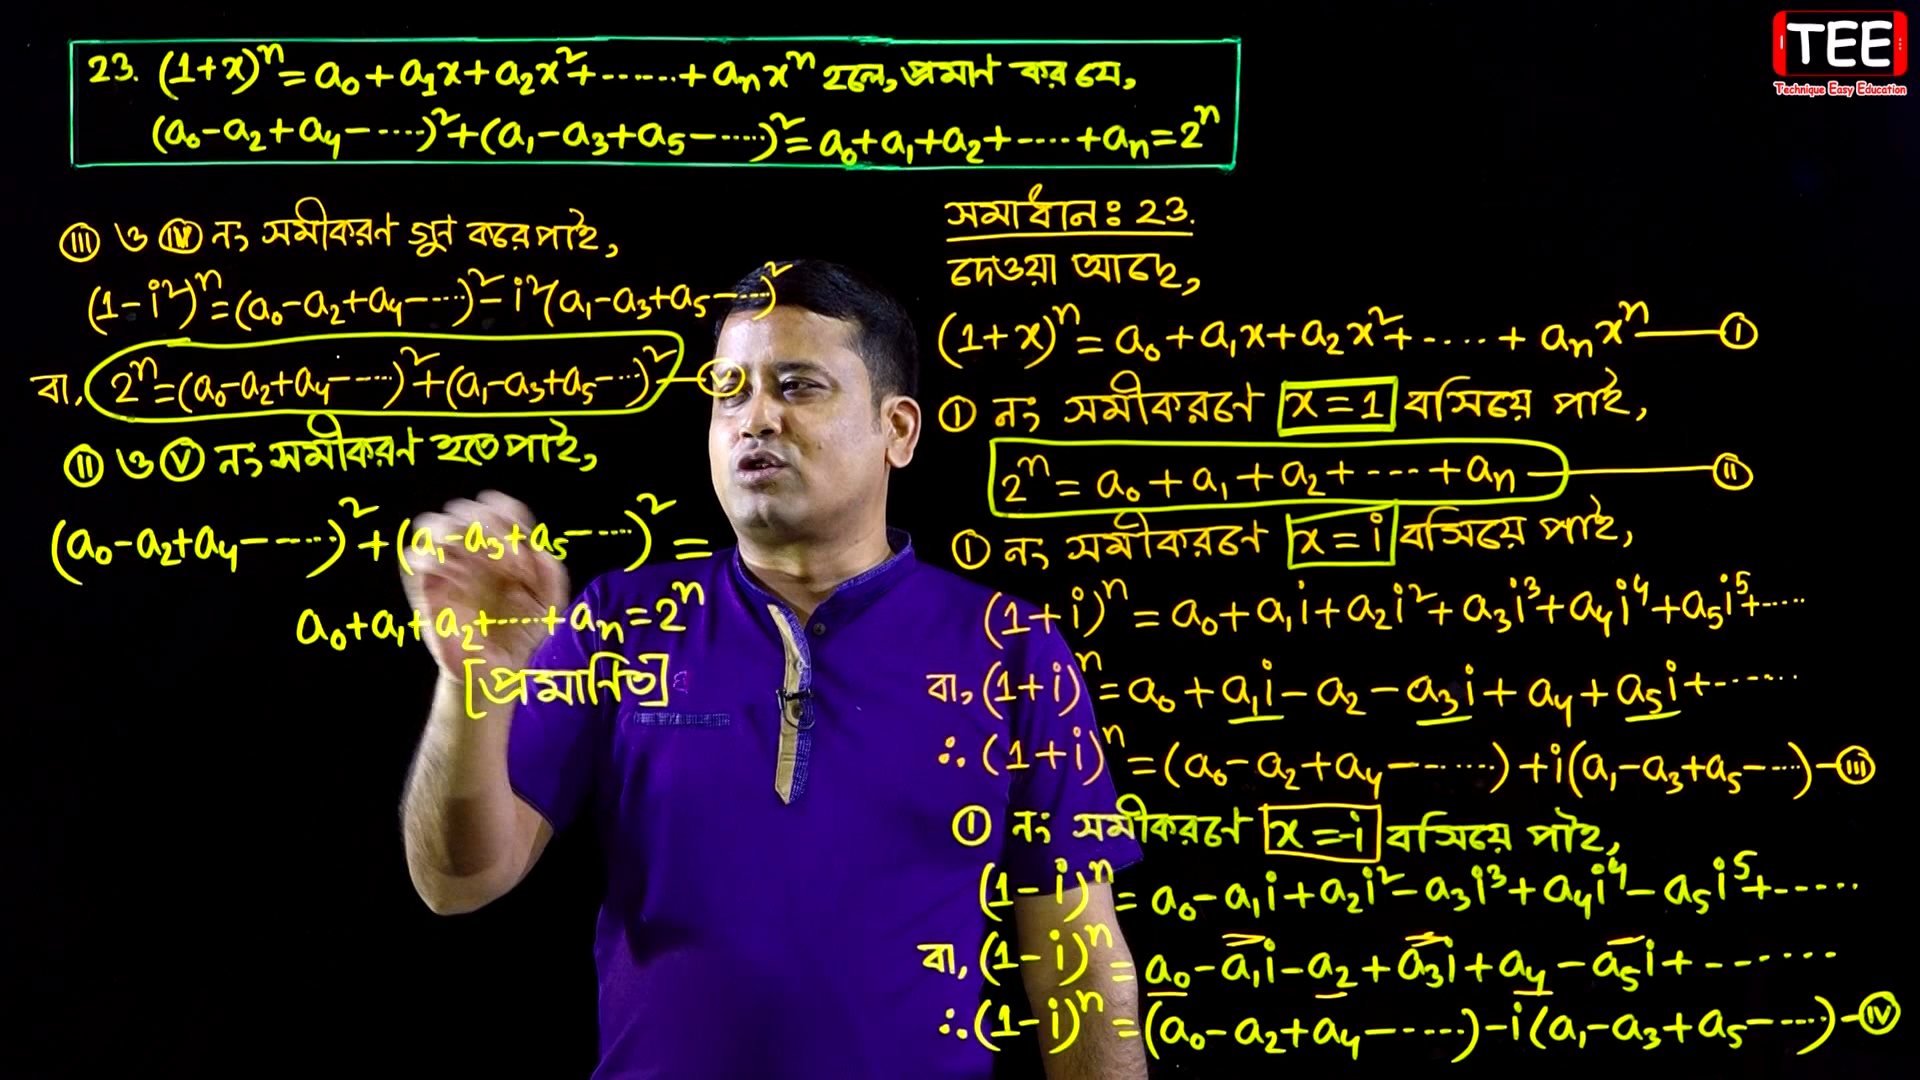 TEE
Technique Easy Education
23. (1+x)ⁿ = a₀ + a₁x + a₂x² + ...... + aₙxⁿ হলে, প্রমাণ কর যে,
(a₀-a₂+a₄-.....)² + (a₁-a₃+a₅-.....)² = a₀+a₁+a₂+.....+aₙ = 2ⁿ
সমাধানঃ 23.
দেওয়া আছে,
(1+x)ⁿ = a₀ + a₁x + a₂x² + .... + aₙxⁿ — (i)
(i) নং সমীকরণে x = 1 বসিয়ে পাই,
2ⁿ = a₀ + a₁ + a₂ + .... + aₙ — (ii)
(i) নং সমীকরণে x = i বসিয়ে পাই,
(1+i)ⁿ = a₀ + a₁i + a₂i² + a₃i³ + a₄i⁴ + a₅i⁵ + ....
বা, (1+i)ⁿ = a₀ + a₁i - a₂ - a₃i + a₄ + a₅i + ......
∴ (1+i)ⁿ = (a₀-a₂+a₄-......) + i(a₁-a₃+a₅-....) — (iii)
(i) নং সমীকরণে x = -i বসিয়ে পাই,
(1-i)ⁿ = a₀ - a₁i + a₂i² - a₃i³ + a₄i⁴ - a₅i⁵ + .....
বা, (1-i)ⁿ = a₀ - a₁i - a₂ + a₃i + a₄ - a₅i + ......
∴ (1-i)ⁿ = (a₀-a₂+a₄-.....) - i(a₁-a₃+a₅-....) — (iv)
(iii) ও (iv) নং সমীকরণ গুন করে পাই,
(1-i²)ⁿ = (a₀-a₂+a₄-....)² - i²(a₁-a₃+a₅-...)²
বা, 2ⁿ = (a₀-a₂+a₄-....)² + (a₁-a₃+a₅-...)² — (v)
(ii) ও (v) নং সমীকরণ হতে পাই,
(a₀-a₂+a₄-.....)² + (a₁-a₃+a₅-....)² =
a₀+a₁+a₂+....+aₙ = 2ⁿ
[প্রমাণিত]